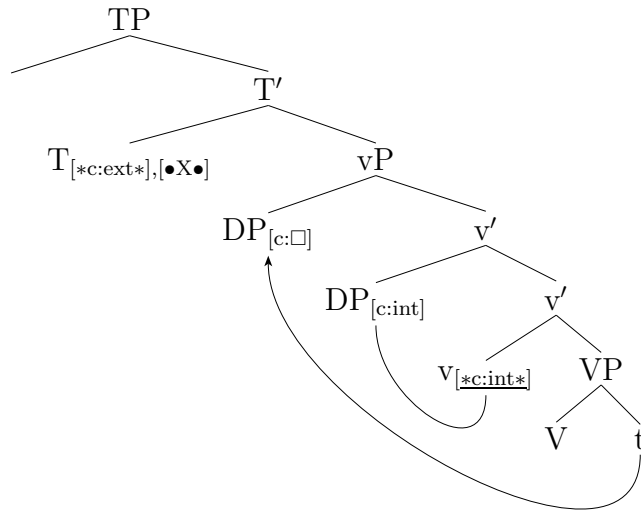 TP
T′
T[∗c:ext∗],[●X●] vP
DP[c:□] v′
DP[c:int] v′
v[∗c:int∗] VP
V t